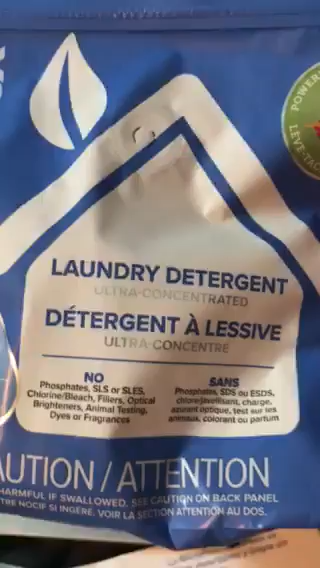 POWER
LÈVE-TAC
LAUNDRY DETERGENT
ULTRA-CONCENTRATED
DÉTERGENT À LESSIVE
ULTRA-CONCENTRÉ
NO
Phosphates, SLS or SLES,
Chlorine/Bleach, Fillers, Optical
Brighteners, Animal Testing,
Dyes or Fragrances
SANS
Phosphates, SDS ou ESDS,
chlore/javellisant, charge,
azurant optique, test sur les
animaux, colorant ou parfum
AUTION / ATTENTION
HARMFUL IF SWALLOWED. SEE CAUTION ON BACK PANEL
TRE NOCIF SI INGÉRÉ. VOIR LA SECTION ATTENTION AU DOS.